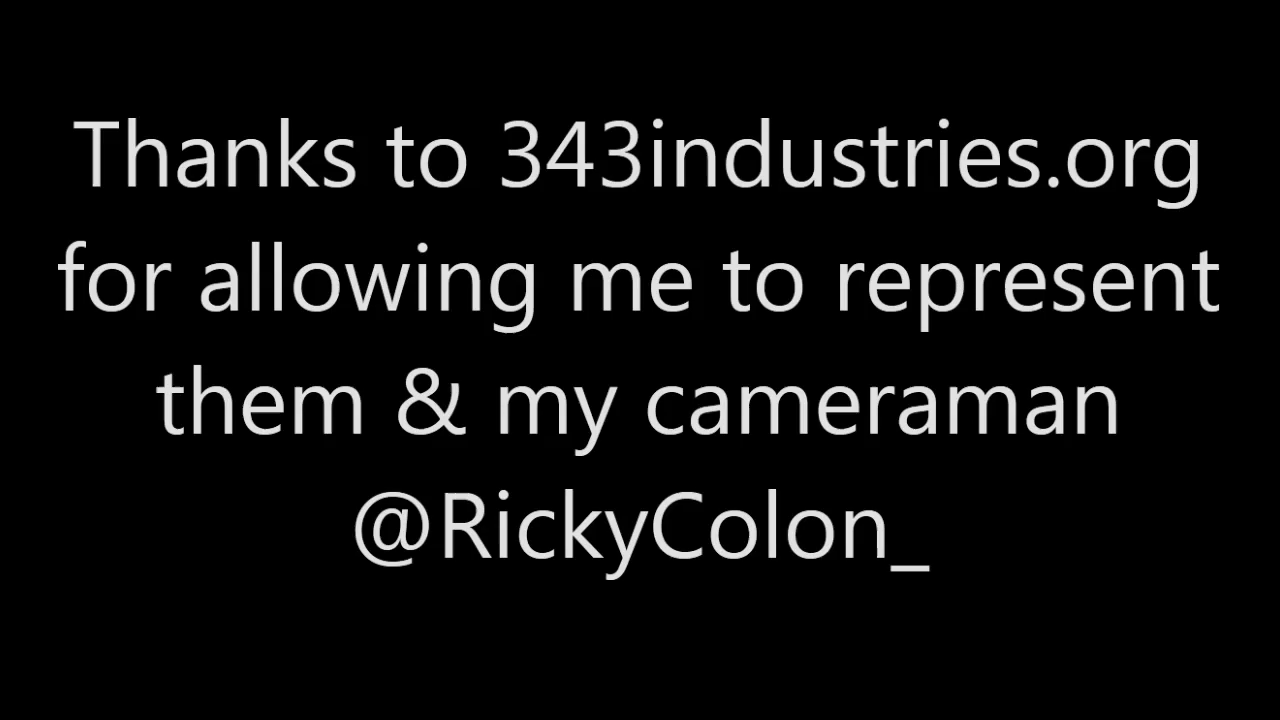 Thanks to 343industries.org
for allowing me to represent
them & my cameraman
@RickyColon_